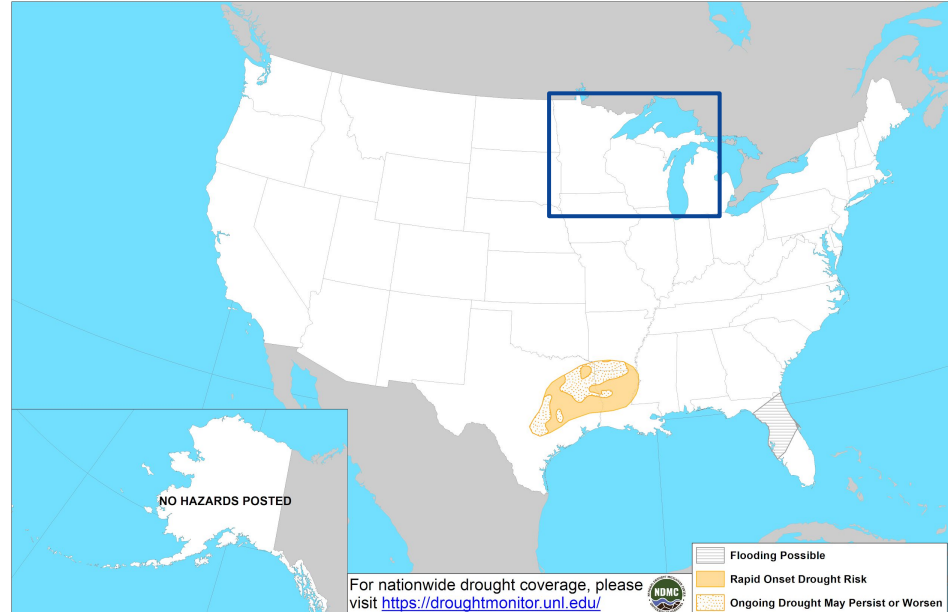 NO HAZARDS POSTED
For nationwide drought coverage, please
visit https://droughtmonitor.unl.edu/
NDMC
Flooding Possible
Rapid Onset Drought Risk
Ongoing Drought May Persist or Worsen